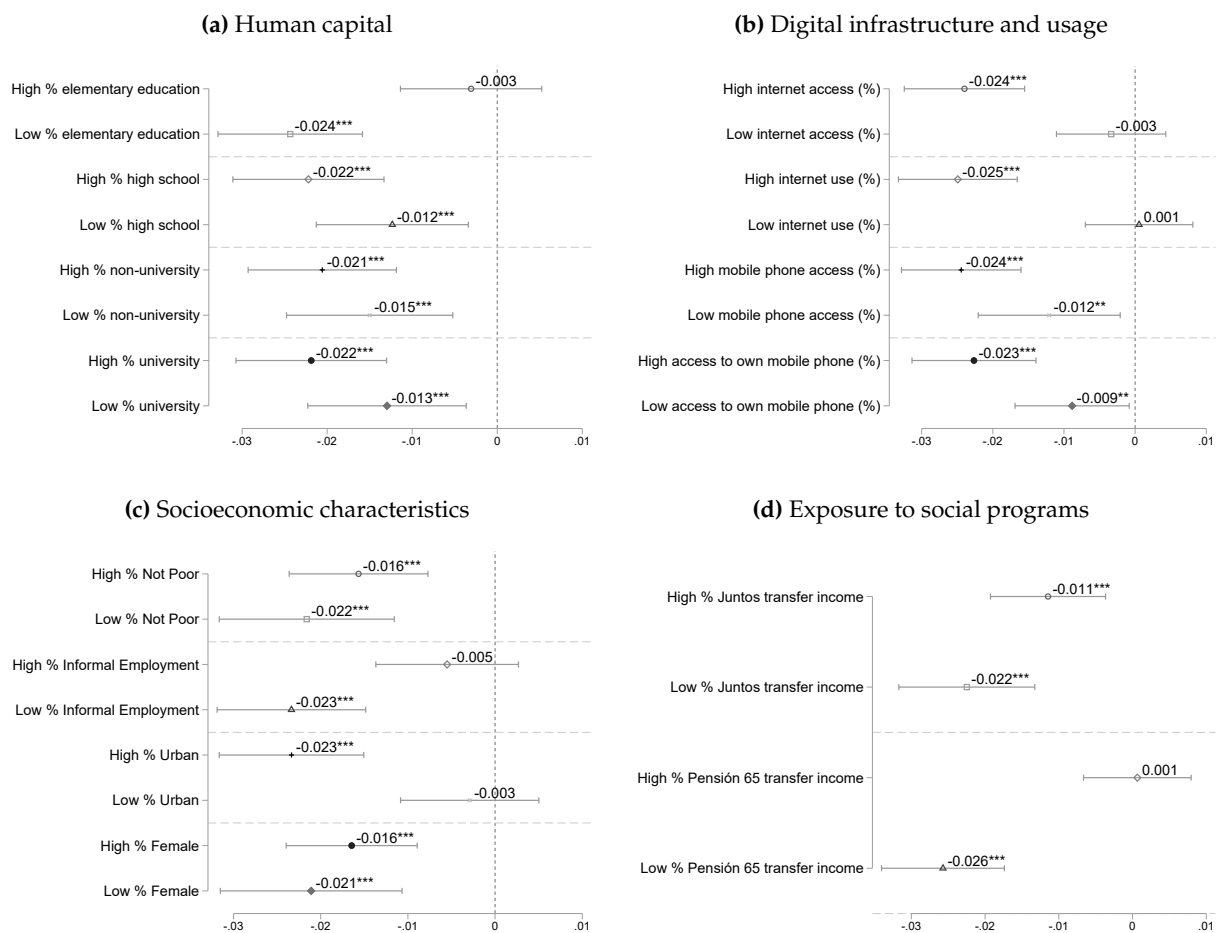 (a) Human capital
High % elementary education
-0.003
Low % elementary education
-0.024***
High % high school
-0.022***
Low % high school
-0.012***
High % non-university
-0.021***
Low % non-university
-0.015***
High % university
-0.022***
Low % university
-0.013***
-.03 -.02 -.01 0 .01
(b) Digital infrastructure and usage
High internet access (%)
-0.024***
Low internet access (%)
-0.003
High internet use (%)
-0.025***
Low internet use (%)
0.001
High mobile phone access (%)
-0.024***
Low mobile phone access (%)
-0.012**
High access to own mobile phone (%)
-0.023***
Low access to own mobile phone (%)
-0.009**
-.03 -.02 -.01 0 .01
(c) Socioeconomic characteristics
High % Not Poor
-0.016***
Low % Not Poor
-0.022***
High % Informal Employment
-0.005
Low % Informal Employment
-0.023***
High % Urban
-0.023***
Low % Urban
-0.003
High % Female
-0.016***
Low % Female
-0.021***
-.03 -.02 -.01 0 .01
(d) Exposure to social programs
High % Juntos transfer income
-0.011***
Low % Juntos transfer income
-0.022***
High % Pensión 65 transfer income
0.001
Low % Pensión 65 transfer income
-0.026***
-.03 -.02 -.01 0 .01